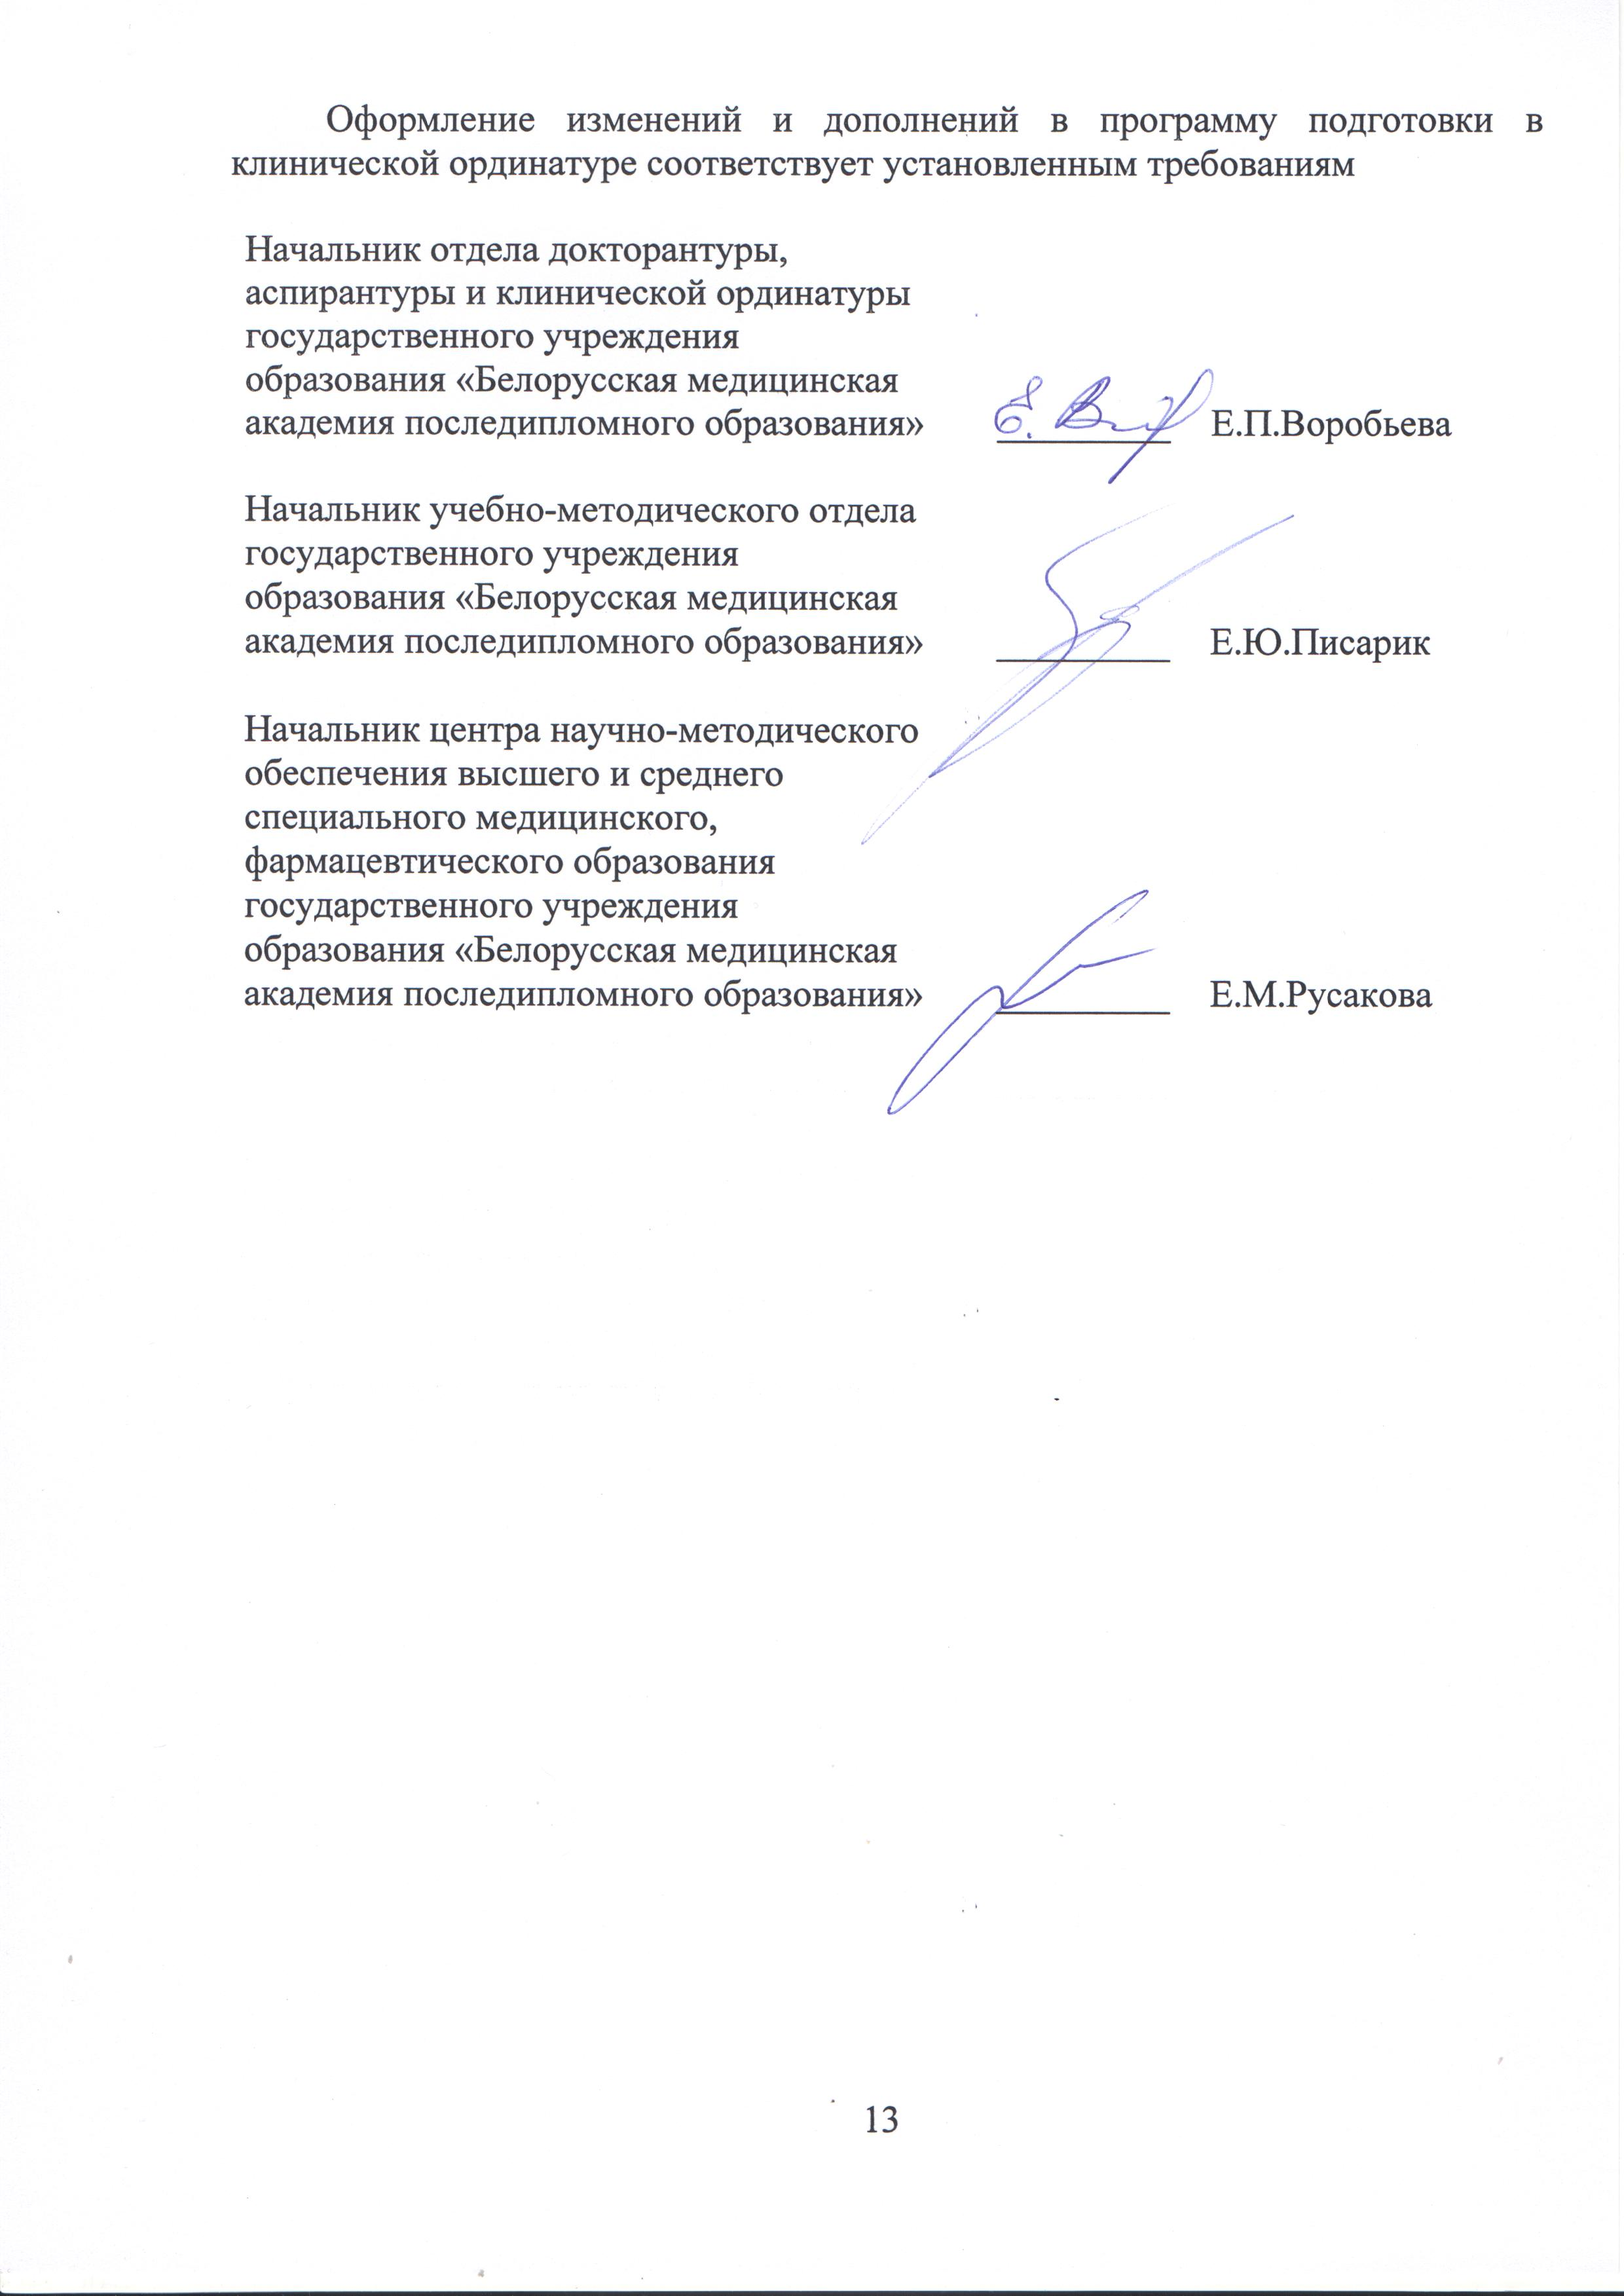 Оформление изменений и дополнений в программу подготовки в
клинической ординатуре соответствует установленным требованиям
Начальник отдела докторантуры,
аспирантуры и клинической ординатуры
государственного учреждения
образования «Белорусская медицинская
академия последипломного образования» Е.П.Воробьева
Начальник учебно-методического отдела
государственного учреждения
образования «Белорусская медицинская
академия последипломного образования» Е.Ю.Писарик
Начальник центра научно-методического
обеспечения высшего и среднего
специального медицинского,
фармацевтического образования
государственного учреждения
образования «Белорусская медицинская
академия последипломного образования» Е.М.Русакова
13